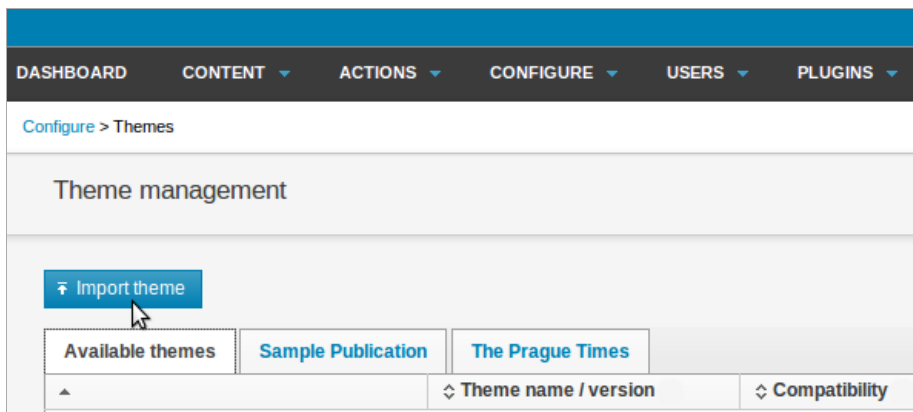 DASHBOARD CONTENT ACTIONS CONFIGURE USERS PLUGINS
Configure > Themes
Theme management
Import theme
Available themes Sample Publication The Prague Times
Theme name / version Compatibility